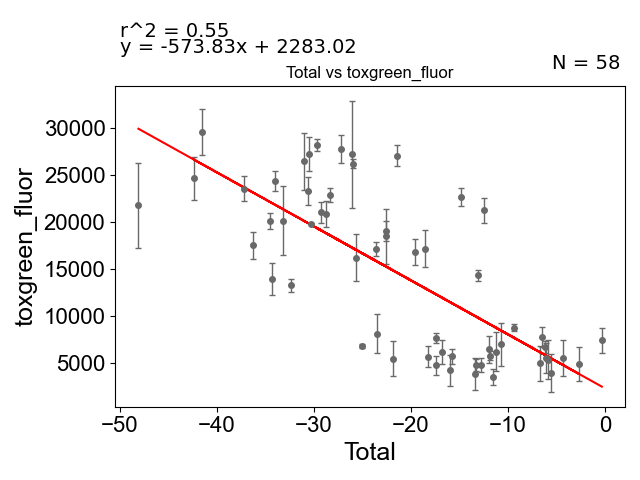 r^2 = 0.55
y = -573.83x + 2283.02
N = 58
Total vs toxgreen_fluor
30000
25000
20000
15000
10000
5000
toxgreen_fluor
−50 −40 −30 −20 −10 0
Total